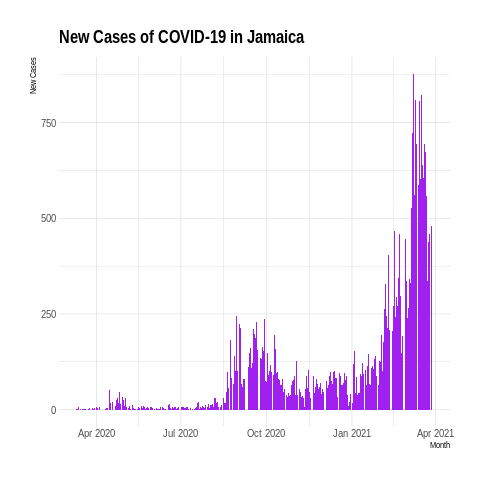 New Cases of COVID-19 in Jamaica
New Cases
750
500
250
0
Apr 2020
Jul 2020
Oct 2020
Jan 2021
Apr 2021
Month